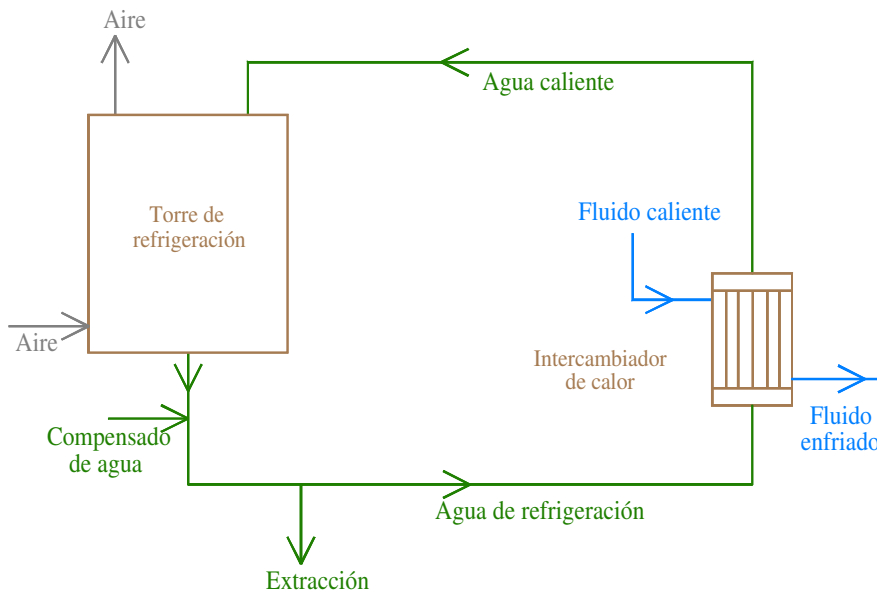 Aire
Agua caliente
Torre de
refrigeración
Fluido caliente
Aire
Intercambiador
de calor
Compensado
de agua
Fluido
enfriado
Agua de refrigeración
Extracción